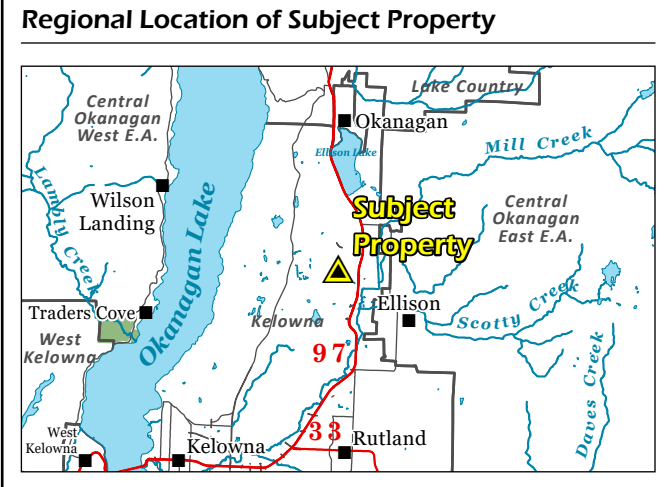 Regional Location of Subject Property
Central
Okanagan
West E.A.
Lake Country
Okanagan
Ellison Lake
Mill Creek
Lambly Creek
Wilson
Landing
Okanagan Lake
Subject
Property
Central
Okanagan
East E.A.
Traders Cove
Kelowna
Ellison
Scotty Creek
West
Kelowna
97
Daves Creek
33
West
Kelowna
Kelowna
Rutland